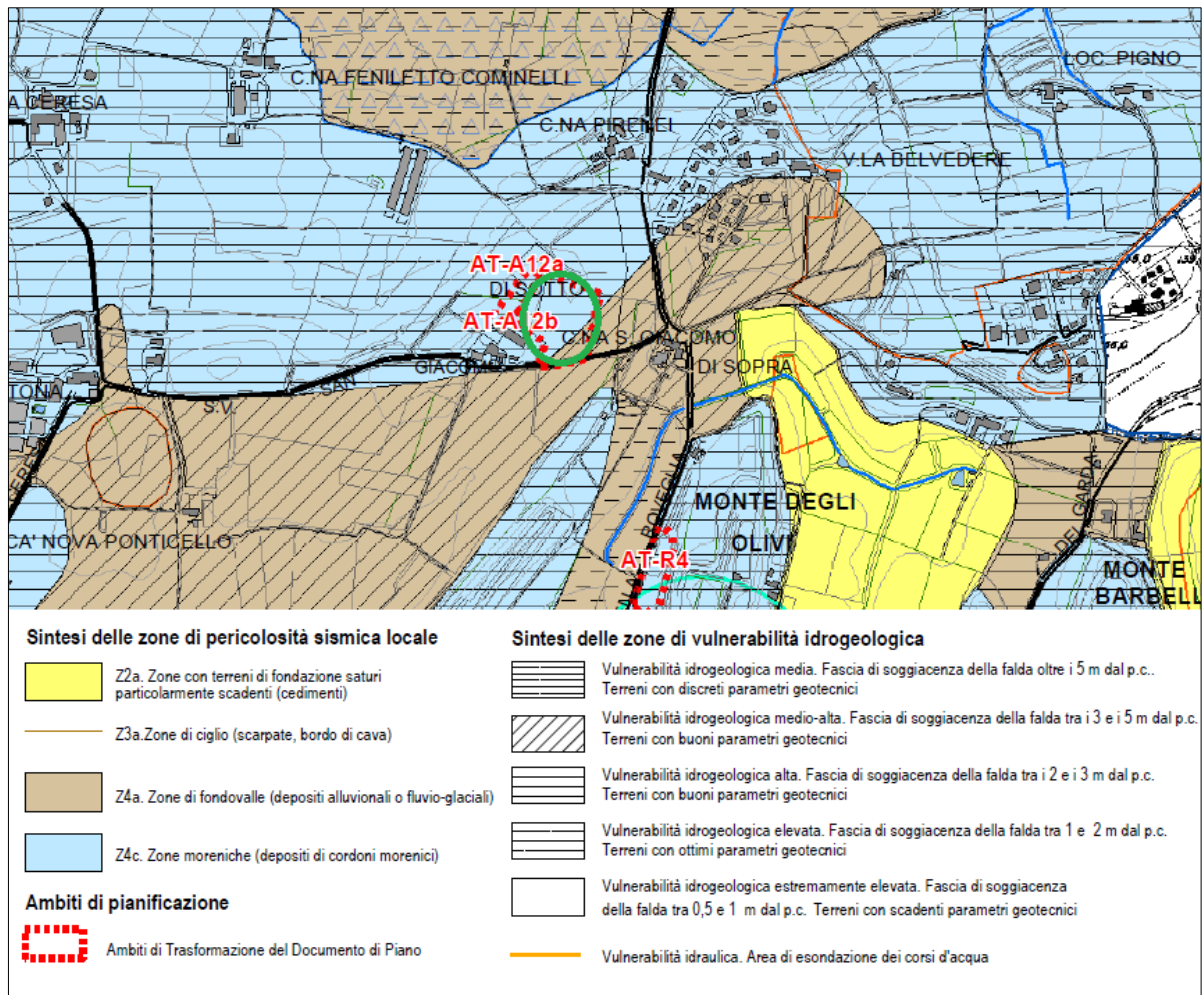 C.NA FENILETTO COMINELLI
LOC. PIGNO
A CERESA
C.NA PIRENEI
V.LA BELVEDERE
AT-A12a
DI SOTTO
AT-A12b
C.NA S. GIACOMO
DI SOPRA
GIACOMO
SAN
S.V.
TONA
CA' NOVA PONTICELLO
MONTE DEGLI
OLIVI
AT-R4
DEL GARDA
MONTE
BARBELL
Sintesi delle zone di pericolosità sismica locale
Z2a. Zone con terreni di fondazione saturi
particolarmente scadenti (cedimenti)
Z3a.Zone di ciglio (scarpate, bordo di cava)
Z4a. Zone di fondovalle (depositi alluvionali o fluvio-glaciali)
Z4c. Zone moreniche (depositi di cordoni morenici)
Ambiti di pianificazione
Ambiti di Trasformazione del Documento di Piano
Sintesi delle zone di vulnerabilità idrogeologica
Vulnerabilità idrogeologica media. Fascia di soggiacenza della falda oltre i 5 m dal p.c..
Terreni con discreti parametri geotecnici
Vulnerabilità idrogeologica medio-alta. Fascia di soggiacenza della falda tra i 3 e i 5 m dal p.c.
Terreni con buoni parametri geotecnici
Vulnerabilità idrogeologica alta. Fascia di soggiacenza della falda tra i 2 e i 3 m dal p.c.
Terreni con buoni parametri geotecnici
Vulnerabilità idrogeologica elevata. Fascia di soggiacenza della falda tra 1 e 2 m dal p.c.
Terreni con ottimi parametri geotecnici
Vulnerabilità idrogeologica estremamente elevata. Fascia di soggiacenza
della falda tra 0,5 e 1 m dal p.c. Terreni con scadenti parametri geotecnici
Vulnerabilità idraulica. Area di esondazione dei corsi d'acqua